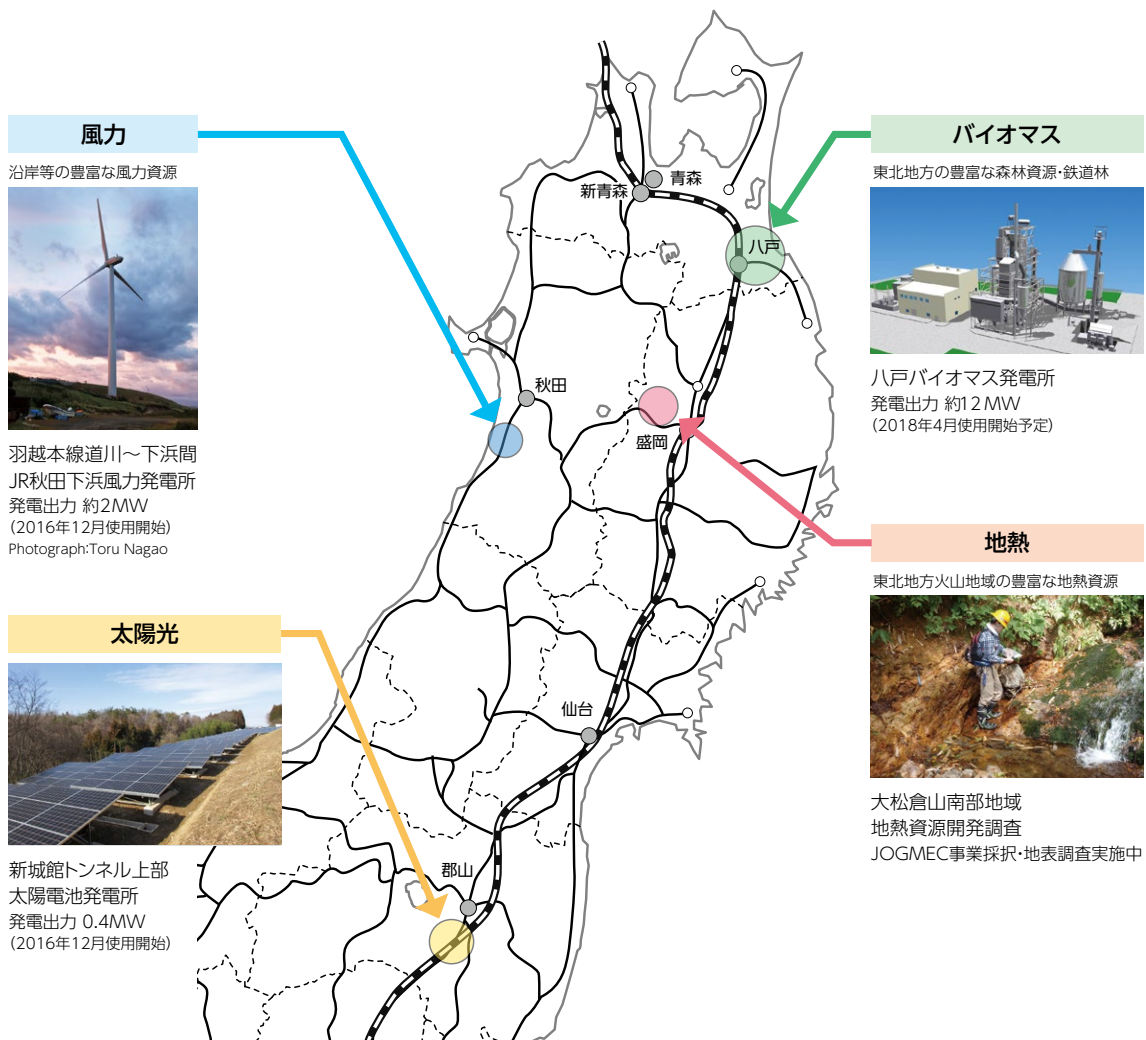 風力
沿岸等の豊富な風力資源
羽越本線道川～下浜間
JR秋田下浜風力発電所
発電出力 約2MW
（2016年12月使用開始）
Photograph:Toru Nagao
太陽光
新城館トンネル上部
太陽電池発電所
発電出力 0.4MW
（2016年12月使用開始）
青森
新青森
八戸
秋田
盛岡
仙台
郡山
バイオマス
東北地方の豊富な森林資源・鉄道林
八戸バイオマス発電所
発電出力 約12MW
（2018年4月使用開始予定）
地熱
東北地方火山地域の豊富な地熱資源
大松倉山南部地域
地熱資源開発調査
JOGMEC事業採択・地表調査実施中